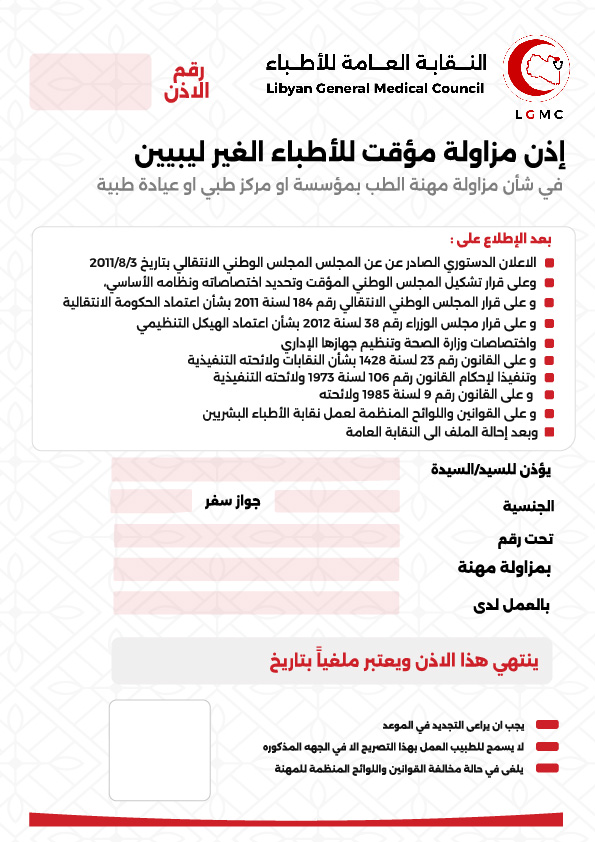 النقابة العامة للأطباء
Libyan General Medical Council
LGMC
رقم
الاذن
إذن مزاولة مؤقت للأطباء الغير ليبيين
في شأن مزاولة مهنة الطب بمؤسسة او مركز طبي او عيادة طبية
بعد الإطلاع على :
الاعلان الدستوري الصادر عن عن المجلس المجلس الوطني الانتقالي بتاريخ 2011/8/3
وعلى قرار تشكيل المجلس الوطني المؤقت وتحديد اختصاصاته ونظامه الأساسي،
و على قرار المجلس الوطني الانتقالي رقم 184 لسنة 2011 بشأن اعتماد الحكومة الانتقالية
و على قرار مجلس الوزراء رقم 38 لسنة 2012 بشأن اعتماد الهيكل التنظيمي
واختصاصات وزارة الصحة وتنظيم جهازها الإداري
و على القانون رقم 23 لسنة 1428 بشأن النقابات ولائحته التنفيذية
وتنفيذا لإحكام القانون رقم 106 لسنة 1973 ولائحته التنفيذية
و على القانون رقم 9 لسنة 1985 ولائحته
و على القوانين واللوائح المنظمة لعمل نقابة الأطباء البشريين
وبعد إحالة الملف الى النقابة العامة
يؤذن للسيد/السيدة
الجنسية جواز سفر
تحت رقم
بمزاولة مهنة
بالعمل لدى
ينتهي هذا الاذن ويعتبر ملغياً بتاريخ
يجب ان يراعى التجديد في الموعد
لا يسمح للطبيب العمل بهذا التصريح الا في الجهه المذكوره
يلغى في حالة مخالفة القوانين واللوائح المنظمة للمهنة